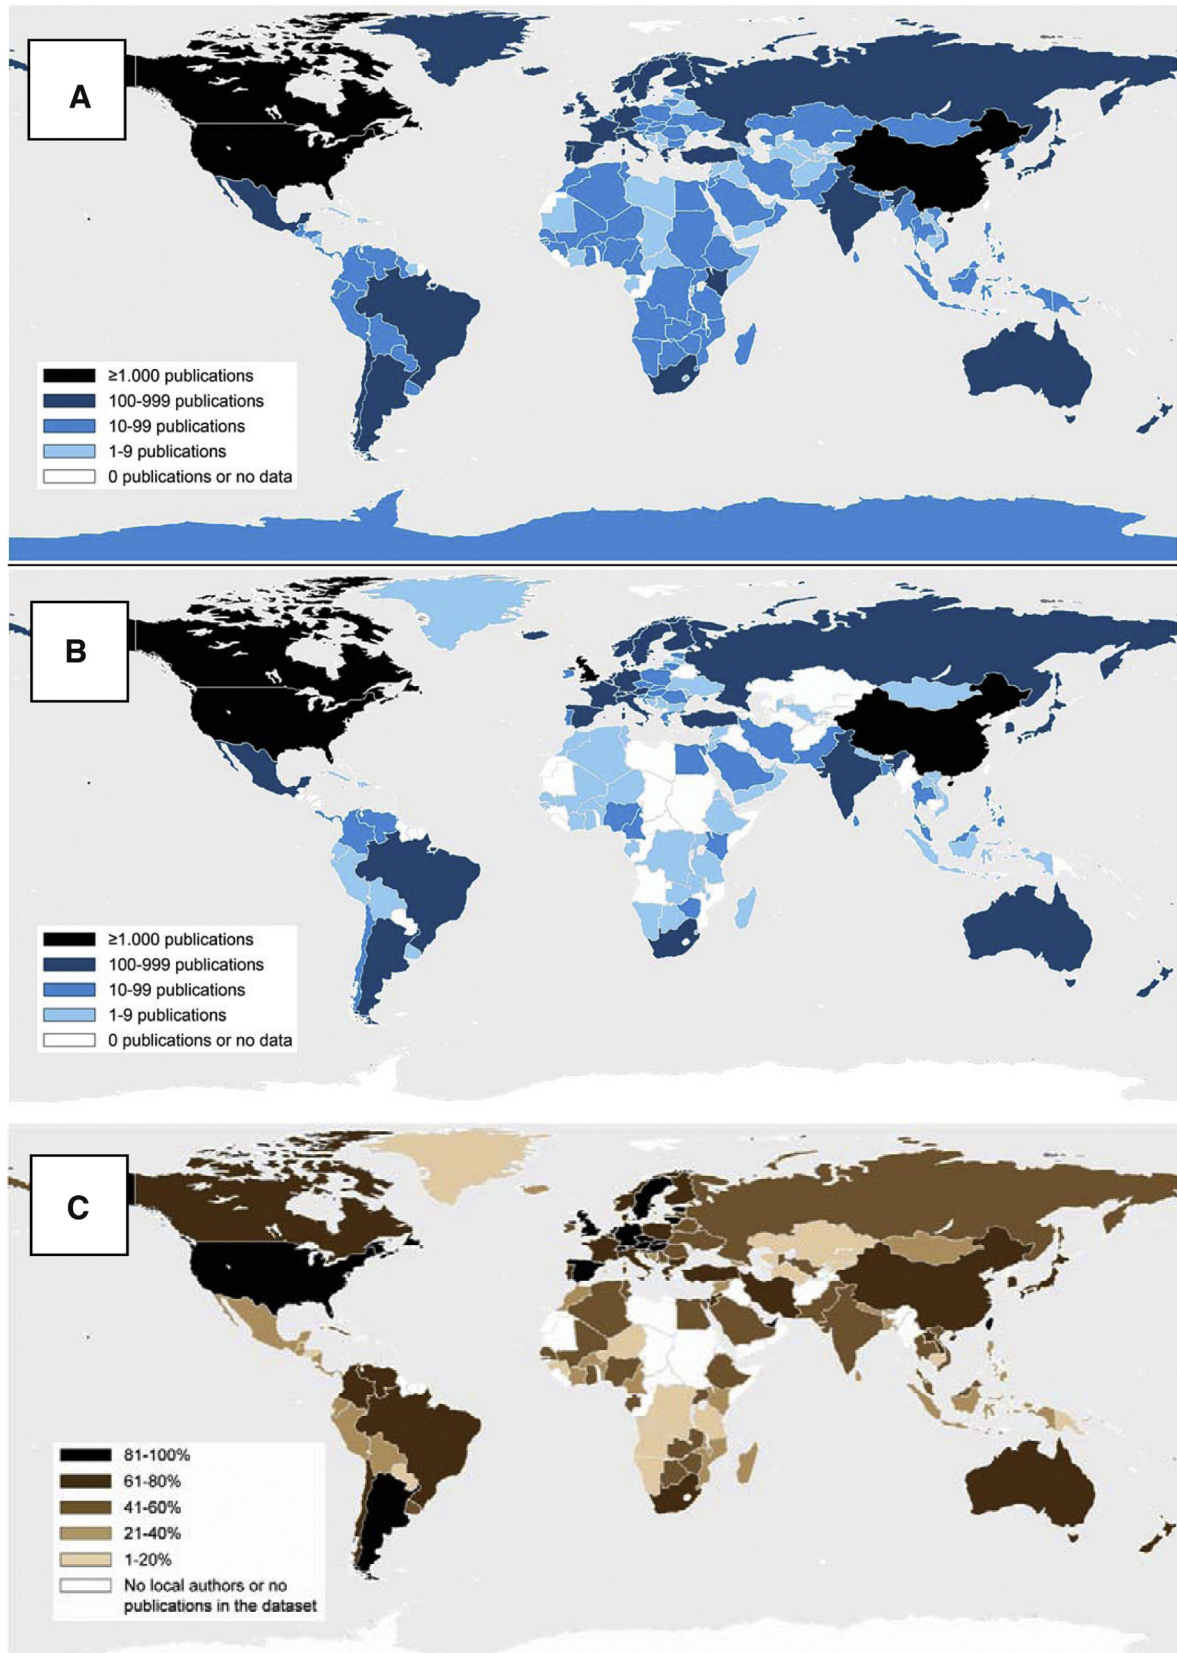 A
≥1.000 publications
100-999 publications
10-99 publications
1-9 publications
0 publications or no data
B
≥1.000 publications
100-999 publications
10-99 publications
1-9 publications
0 publications or no data
C
81-100%
61-80%
41-60%
21-40%
1-20%
No local authors or no
publications in the dataset